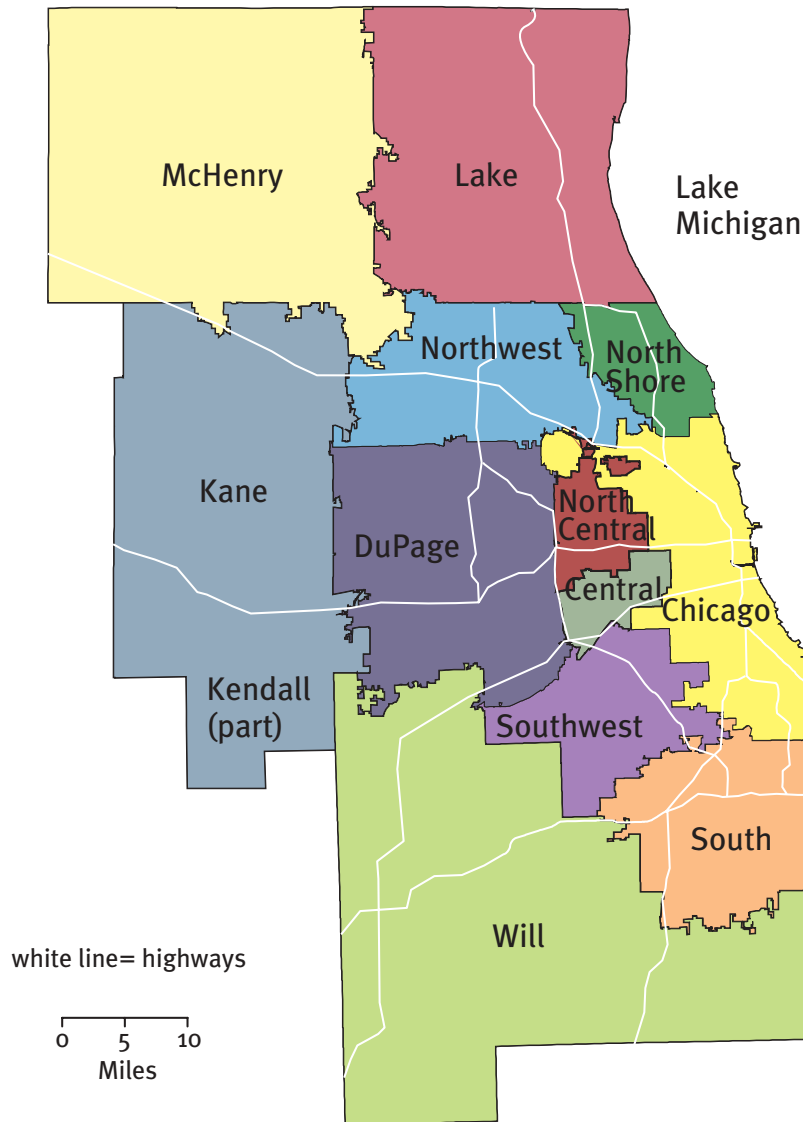 McHenry
Lake
Lake
Michigan
Northwest
North
Shore
Kane
North
Central
DuPage
Central
Chicago
Kendall
(part)
Southwest
South
Will
white line= highways
0 5 10
Miles